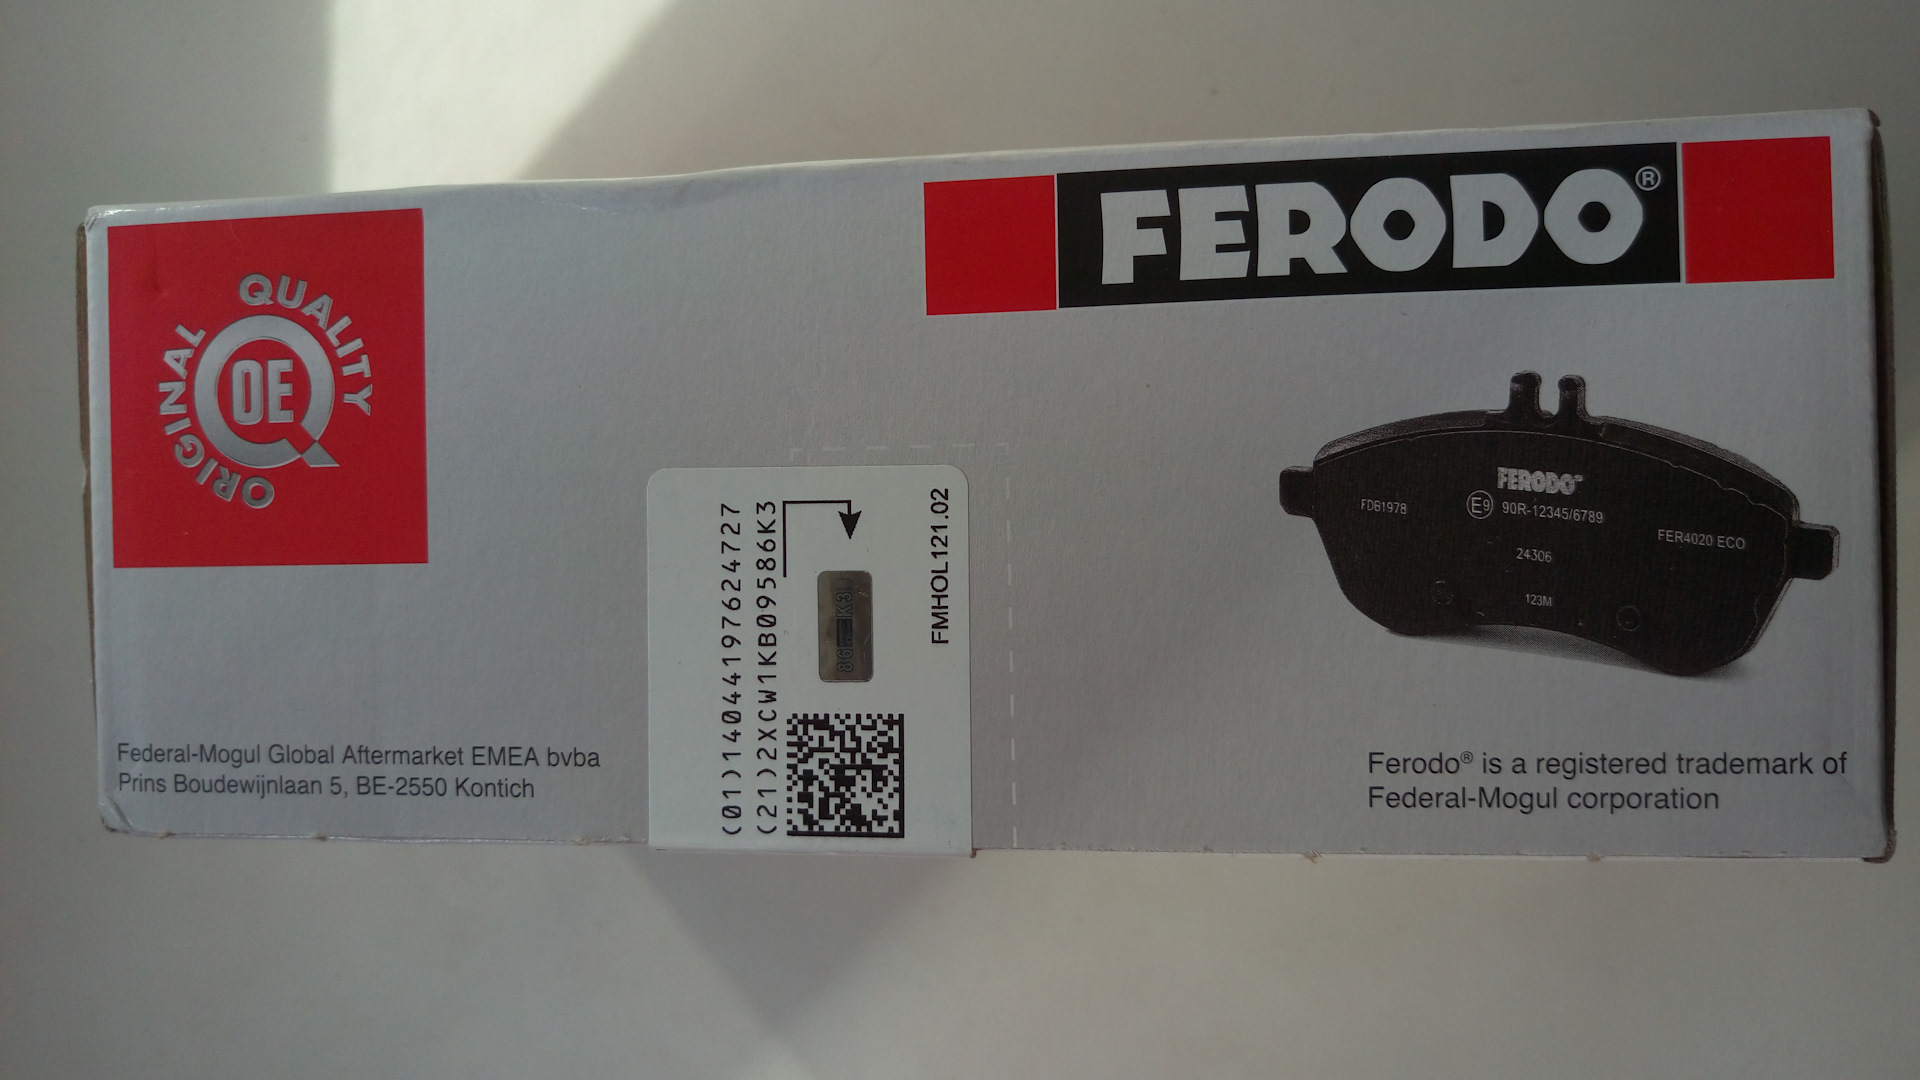 ORIGINAL QUALITY
OE
FERODO®
FERODO
FDB1978
E9 90R-12345/6789
FER4020 ECO
24306
123M
(01)14044197624727
(21)2XCW1KB09586K3
K3
FMHOL121.02
Federal-Mogul Global Aftermarket EMEA bvba
Prins Boudewijnlaan 5, BE-2550 Kontich
Ferodo® is a registered trademark of
Federal-Mogul corporation